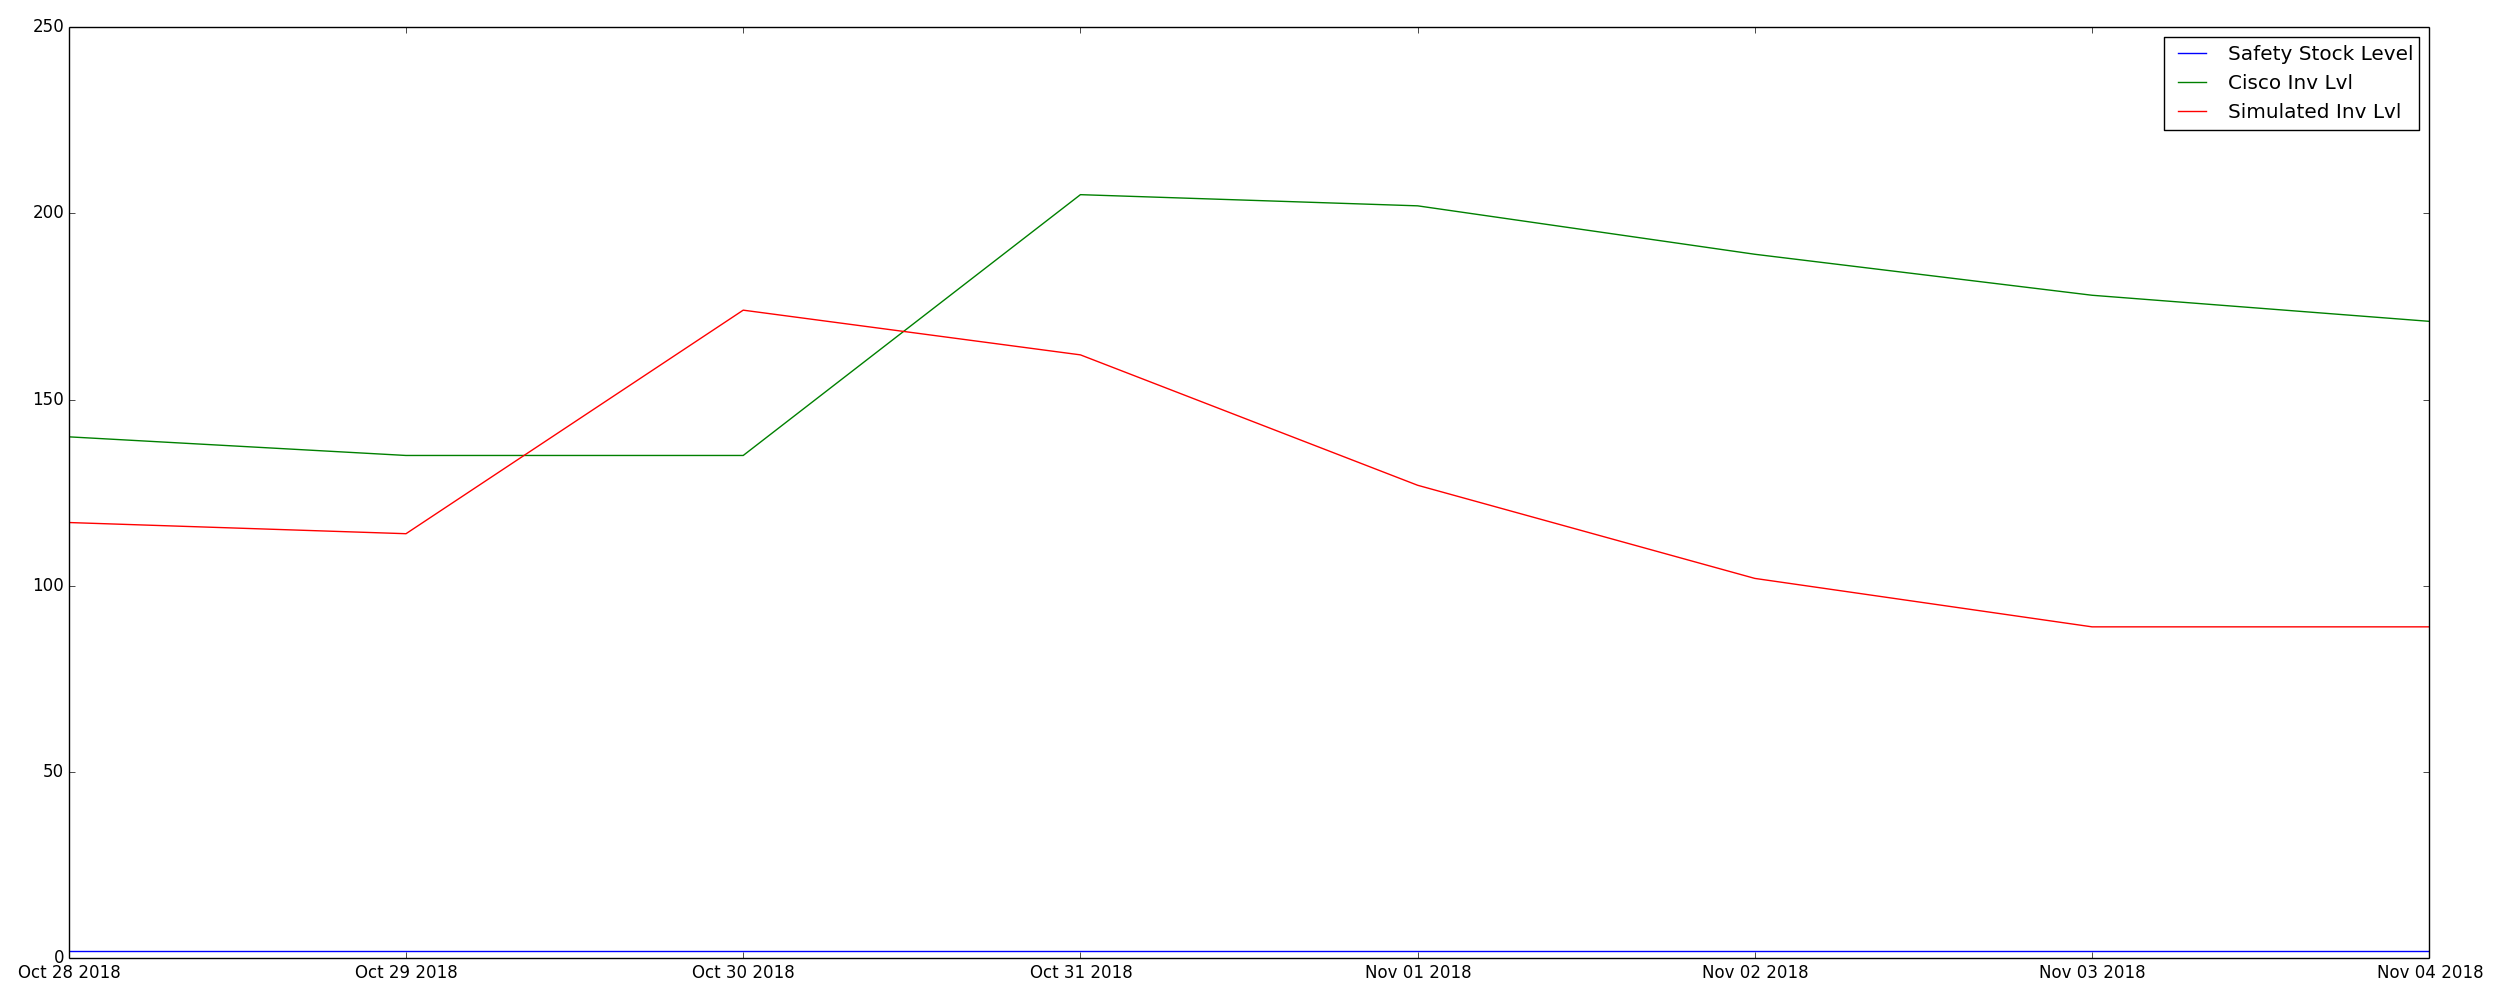 250
200
150
100
50
0
Safety Stock Level
Cisco Inv Lvl
Simulated Inv Lvl
Oct 28 2018
Oct 29 2018
Oct 30 2018
Oct 31 2018
Nov 01 2018
Nov 02 2018
Nov 03 2018
Nov 04 2018